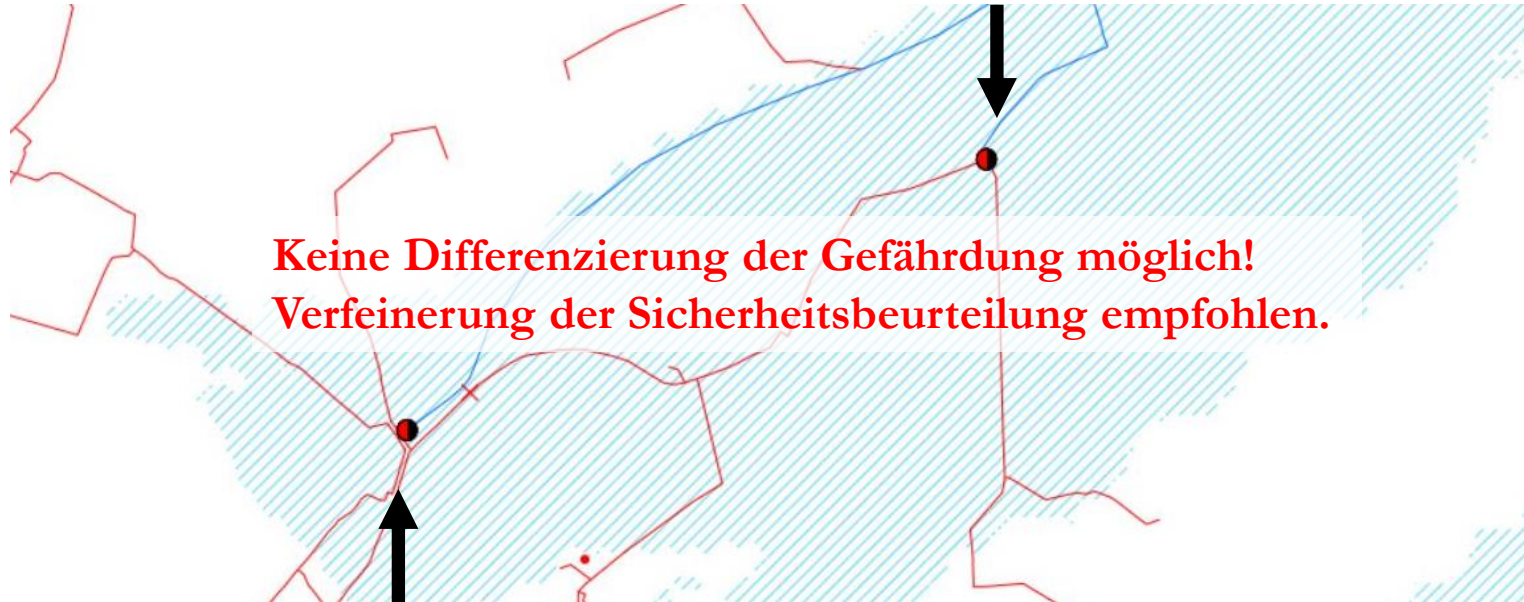 Keine Differenzierung der Gefährdung möglich!
Verfeinerung der Sicherheitsbeurteilung empfohlen.